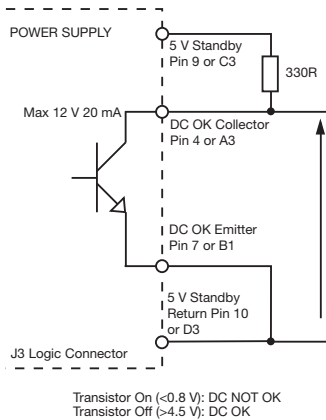 POWER SUPPLY
5 V Standby
Pin 9 or C3
330R
Max 12 V 20 mA
DC OK Collector
Pin 4 or A3
DC OK Emitter
Pin 7 or B1
5 V Standby
Return Pin 10
or D3
J3 Logic Connector
Transistor On (<0.8 V): DC NOT OK
Transistor Off (>4.5 V): DC OK